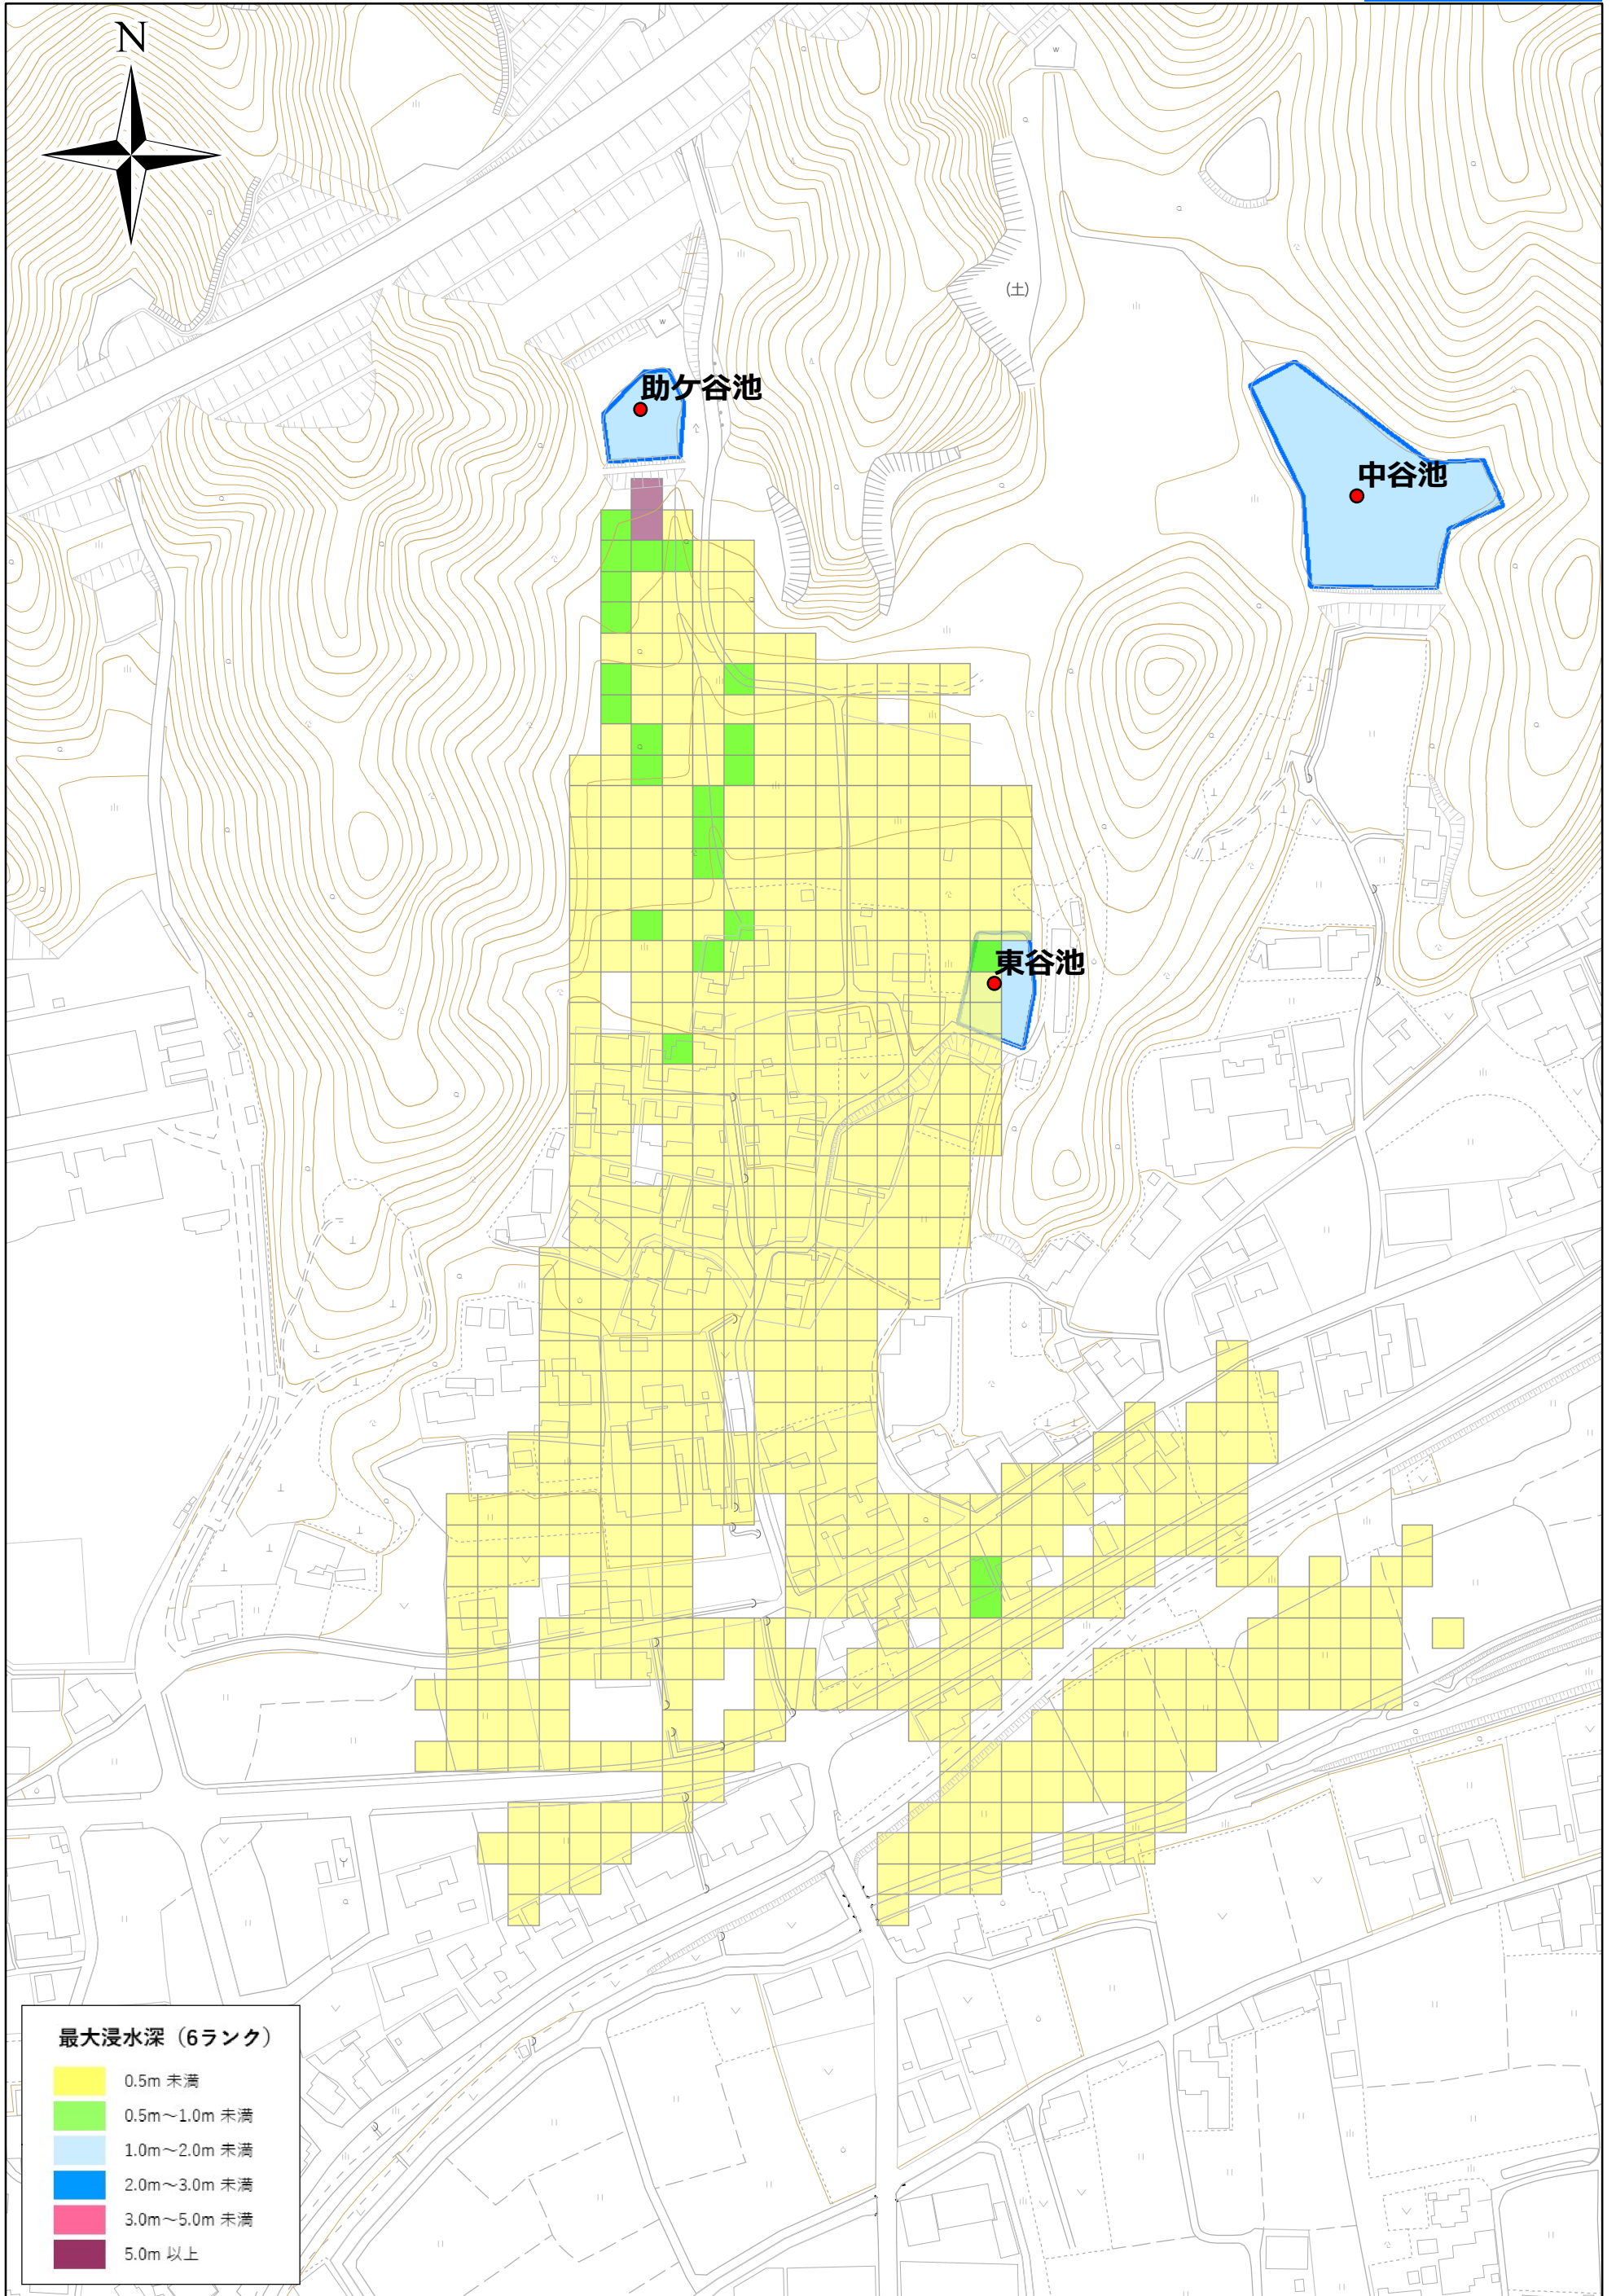 N
w
(土)
w
助ケ谷池
中谷池
東谷池
最大浸水深（6ランク）
0.5m 未満
0.5m～1.0m 未満
1.0m～2.0m 未満
2.0m～3.0m 未満
3.0m～5.0m 未満
5.0m 以上